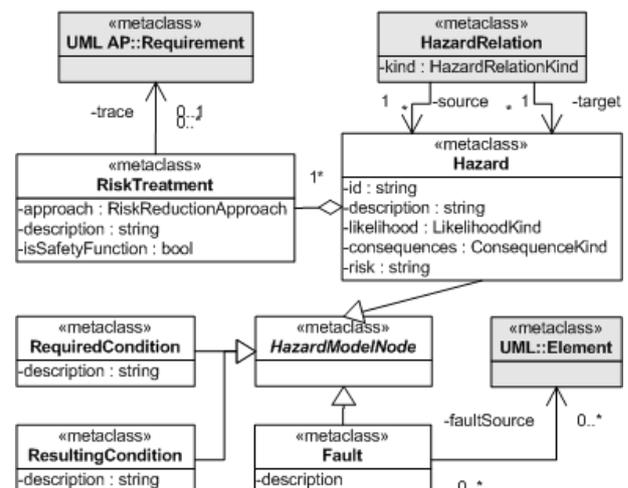 «metaclass»
UML AP::Requirement
«metaclass»
HazardRelation
-kind : HazardRelationKind
-trace
0..*
1
*
-source
*
1
-target
«metaclass»
RiskTreatment
-approach : RiskReductionApproach
-description : string
-isSafetyFunction : bool
1*
«metaclass»
Hazard
-id : string
-description : string
-likelihood : LikelihoodKind
-consequences : ConsequenceKind
-risk : string
«metaclass»
RequiredCondition
-description : string
«metaclass»
HazardModelNode
«metaclass»
UML::Element
-faultSource
0..*
«metaclass»
ResultingCondition
-description : string
«metaclass»
Fault
-description
0..*